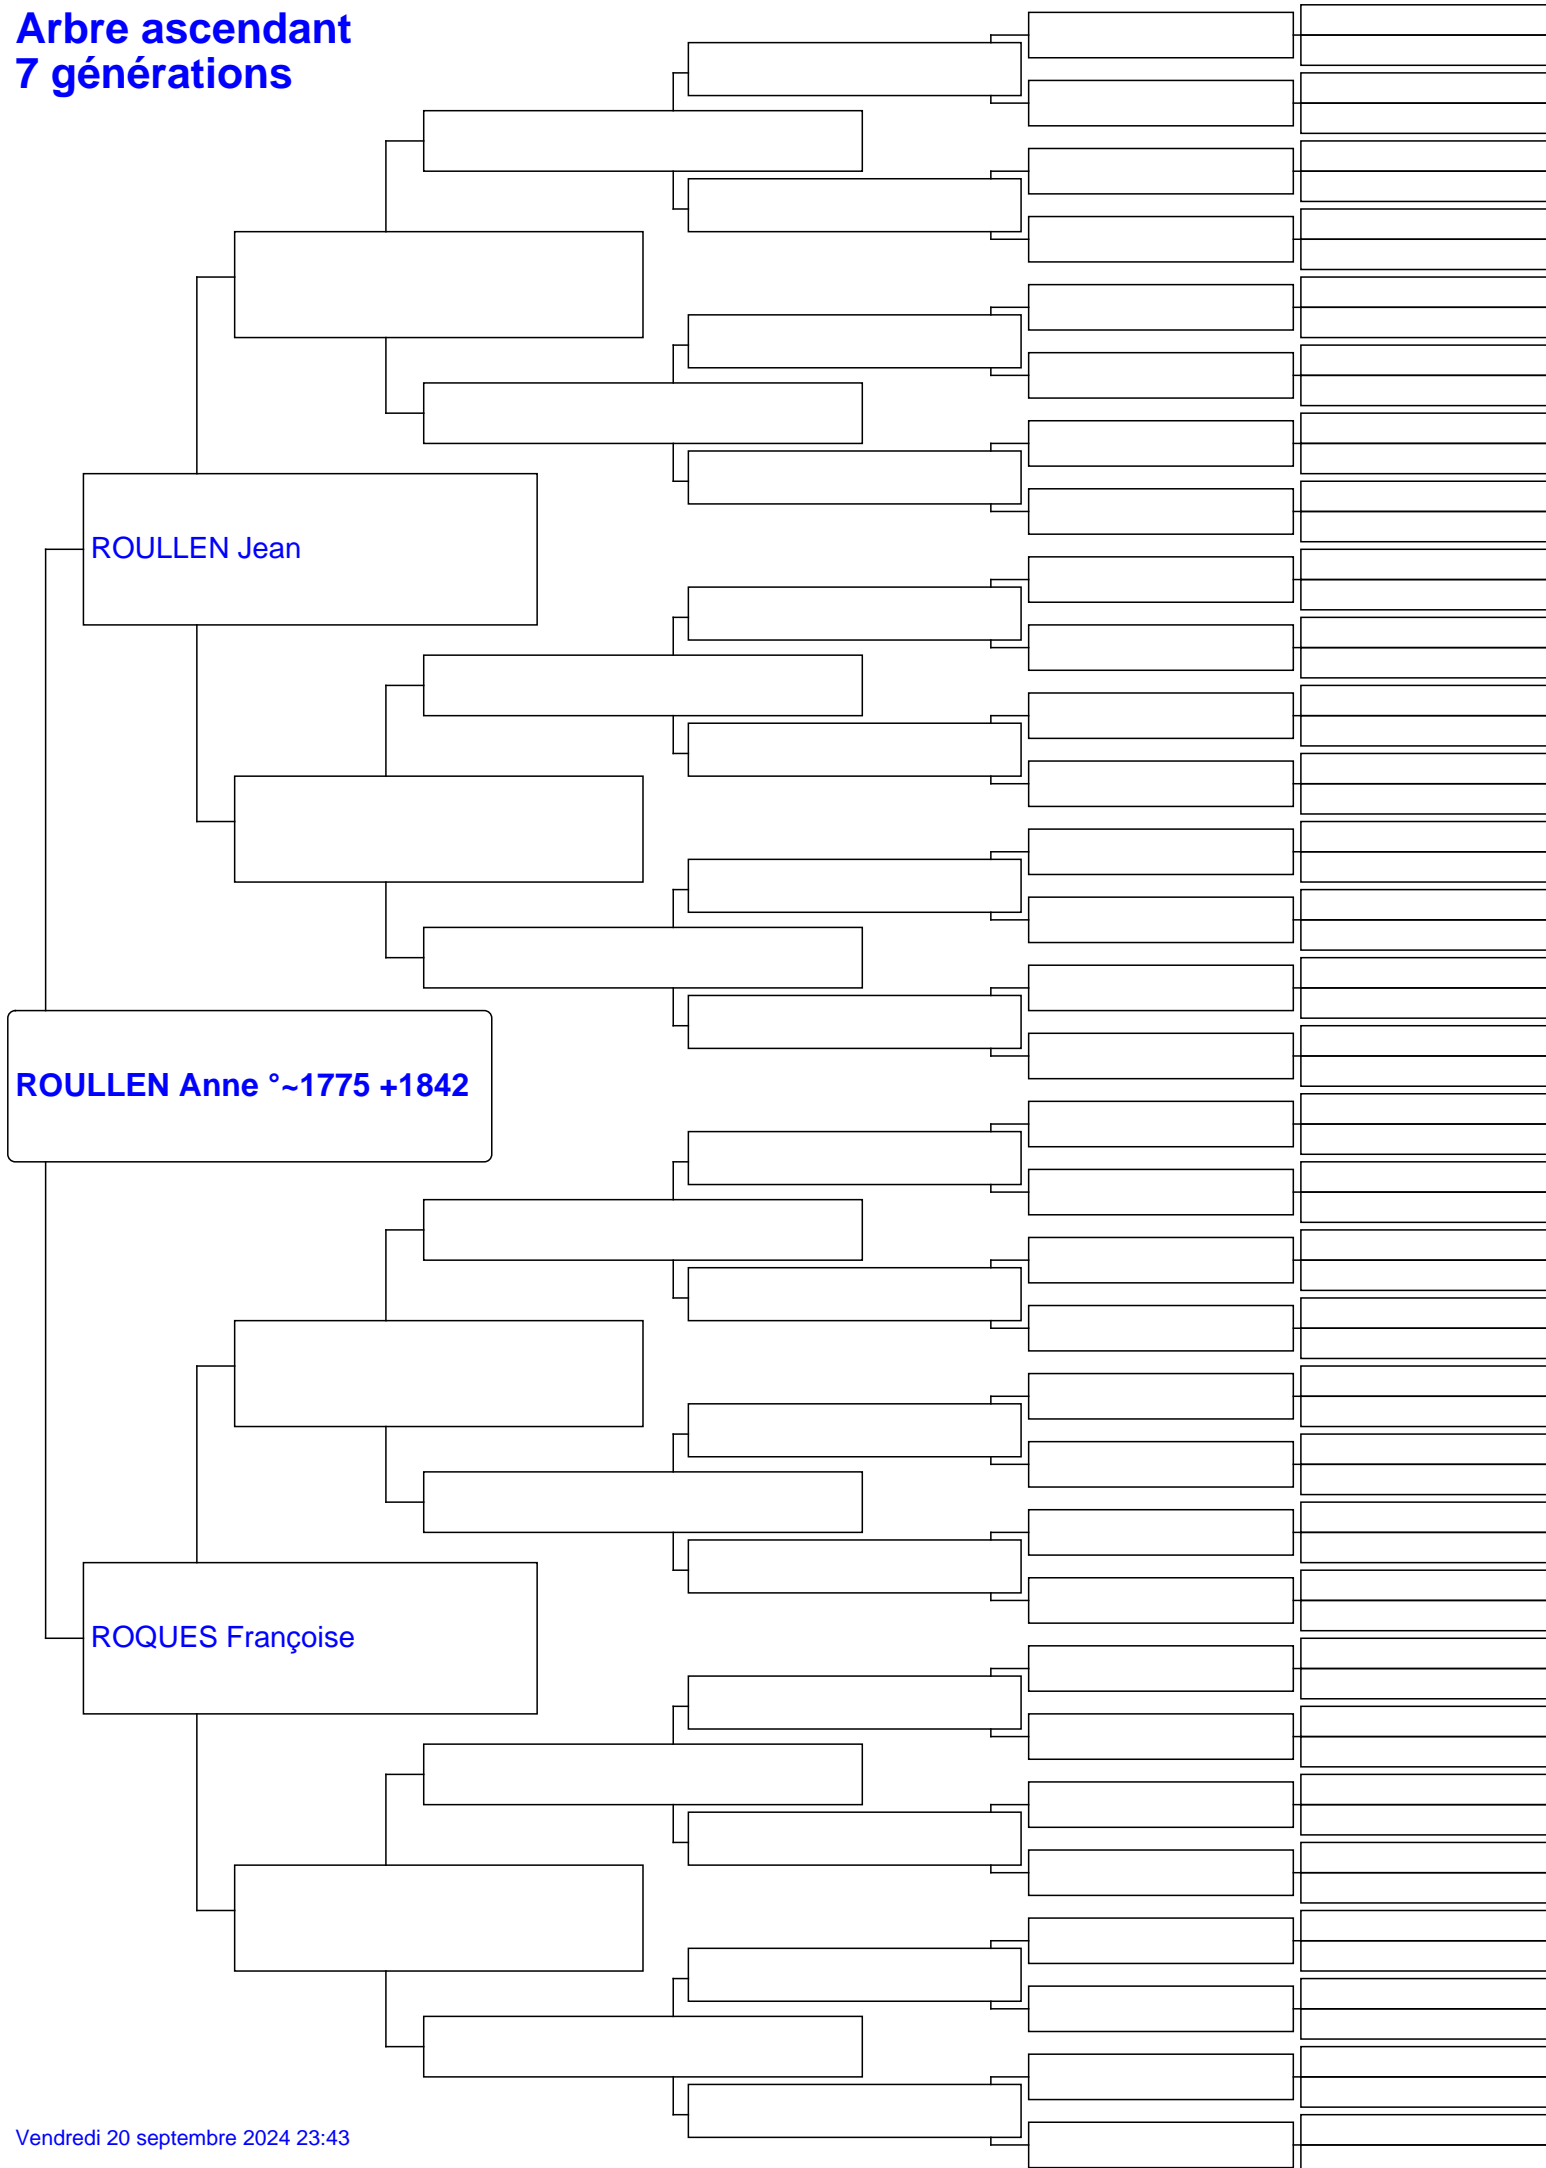 Arbre ascendant
7 générations
ROULLEN Jean
ROULLEN Anne °~1775 +1842
ROQUES Françoise
Vendredi 20 septembre 2024 23:43